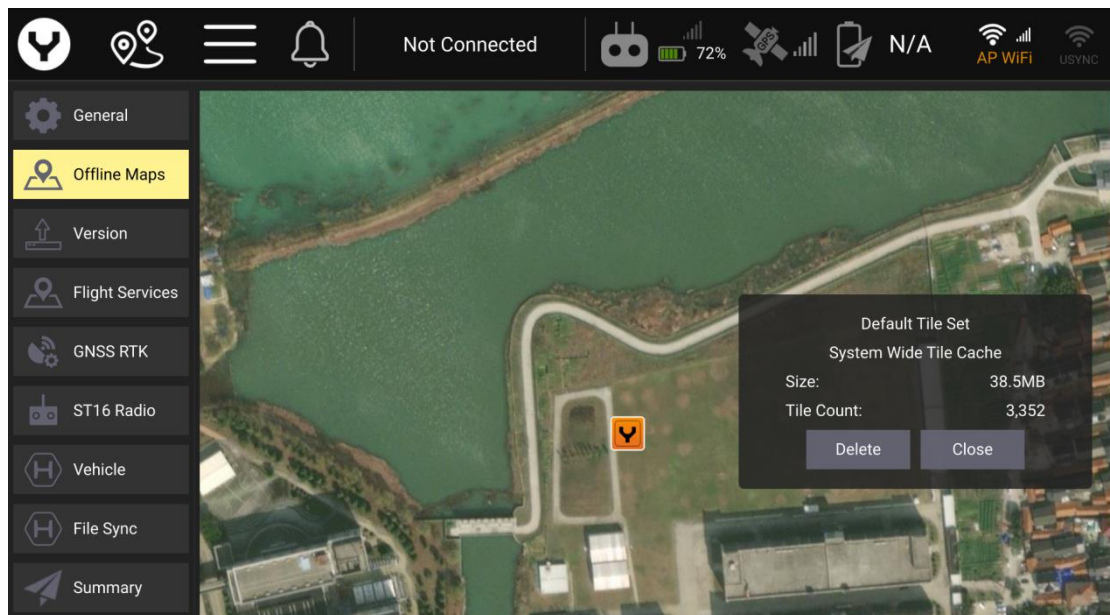 Not Connected
72%
GPS
N/A
AP WiFi
USYNC
General
Offline Maps
Version
Flight Services
GNSS RTK
ST16 Radio
Vehicle
File Sync
Summary
Default Tile Set
System Wide Tile Cache
Size: 38.5MB
Tile Count: 3,352
Delete Close